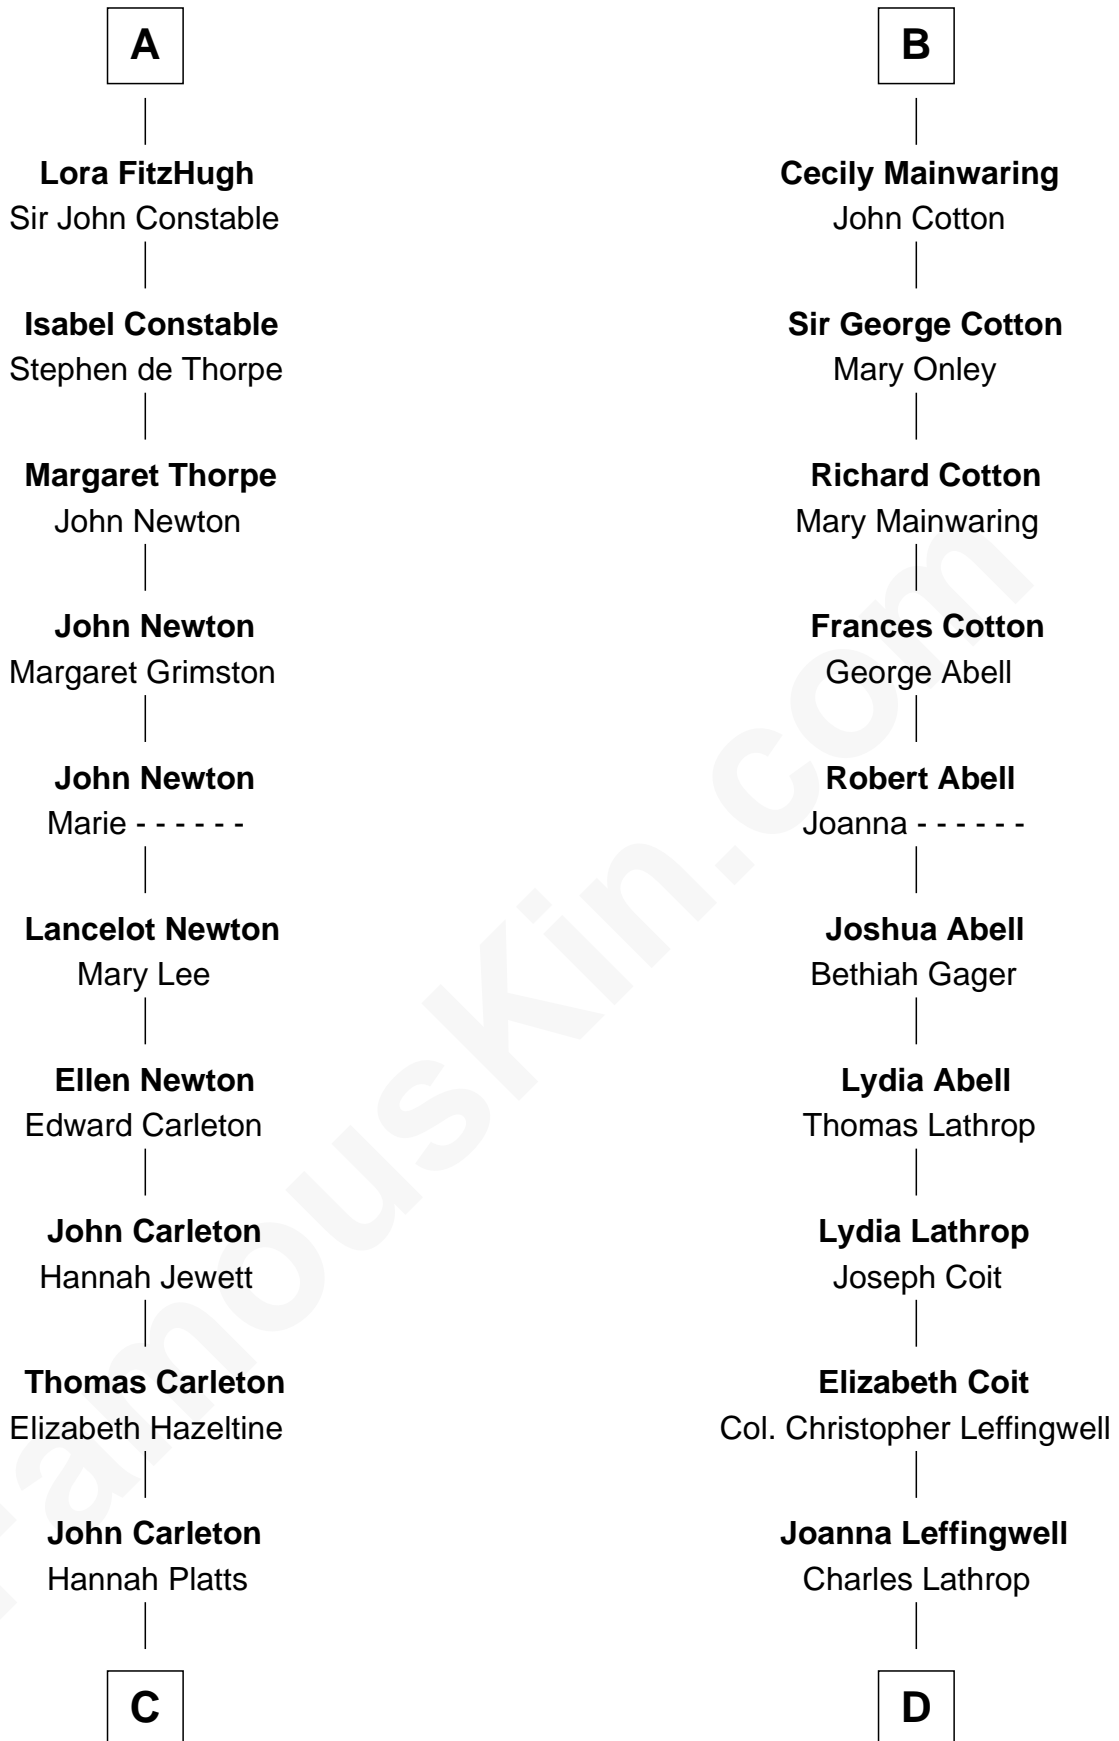 A
Lora FitzHugh
Sir John Constable
Isabel Constable
Stephen de Thorpe
Margaret Thorpe
John Newton
John Newton
Margaret Grimston
John Newton
Marie - - - - - -
Lancelot Newton
Mary Lee
Ellen Newton
Edward Carleton
John Carleton
Hannah Jewett
Thomas Carleton
Elizabeth Hazeltine
John Carleton
Hannah Platts
C
B
Cecily Mainwaring
John Cotton
Sir George Cotton
Mary Onley
Richard Cotton
Mary Mainwaring
Frances Cotton
George Abell
Robert Abell
Joanna - - - - - -
Joshua Abell
Bethiah Gager
Lydia Abell
Thomas Lathrop
Lydia Lathrop
Joseph Coit
Elizabeth Coit
Col. Christopher Leffingwell
Joanna Leffingwell
Charles Lathrop
D
FamousKin.com